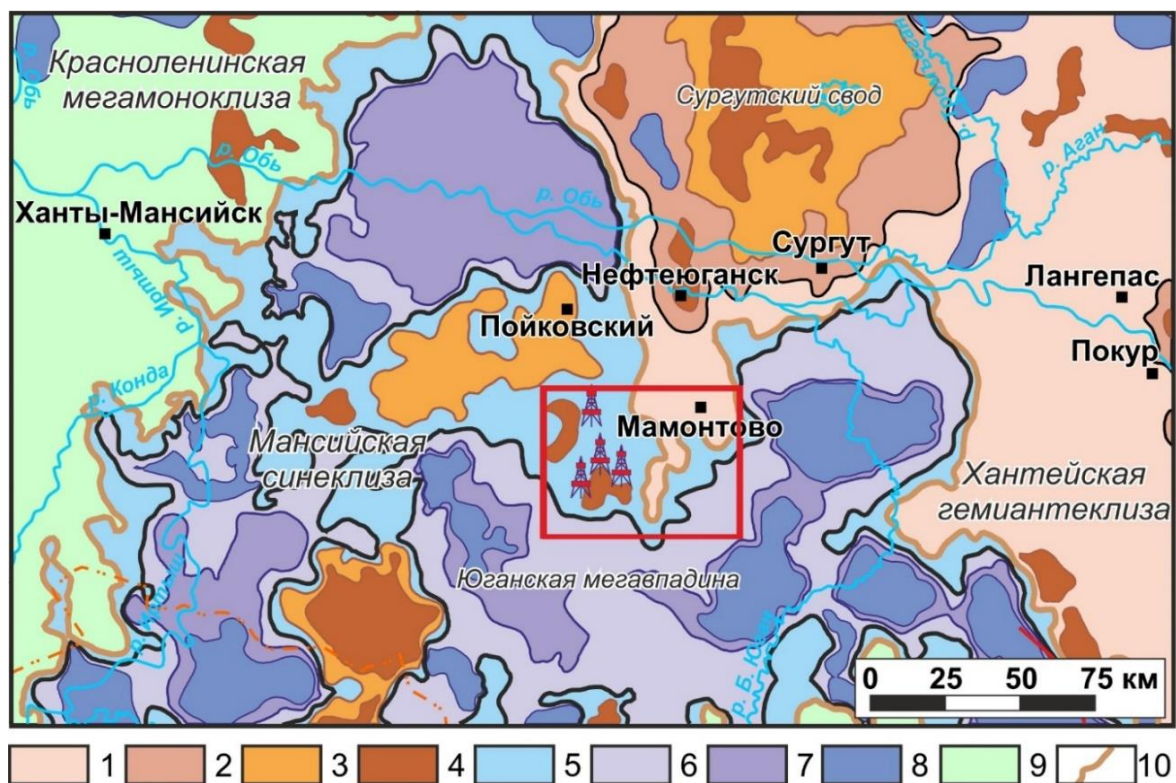 р. Обь
Красноленинская
мегамоноклиза
Сургутский свод
р. Аган
р. Обь
Ханты-Мансийск
р. Обь
Сургут
Нефтеюганск
Лангепас
р. Иртыш
Пойковский
Покур
р. Конда
Мамонтово
Мансийская
синеклиза
Хантейская
гемиантеклиза
Юганская мегавпадина
р. Иртыш
р. Б. Юган
0 25 50 75 км
1 2 3 4 5 6 7 8 9 10